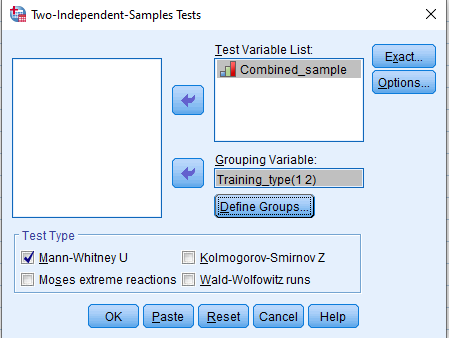 Two-Independent-Samples Tests
Test Variable List:
Combined_sample
Exact...
Options...
Grouping Variable:
Training_type(1 2)
Define Groups...
Test Type
Mann-Whitney U
Kolmogorov-Smirnov Z
Moses extreme reactions
Wald-Wolfowitz runs
OK
Paste
Reset
Cancel
Help